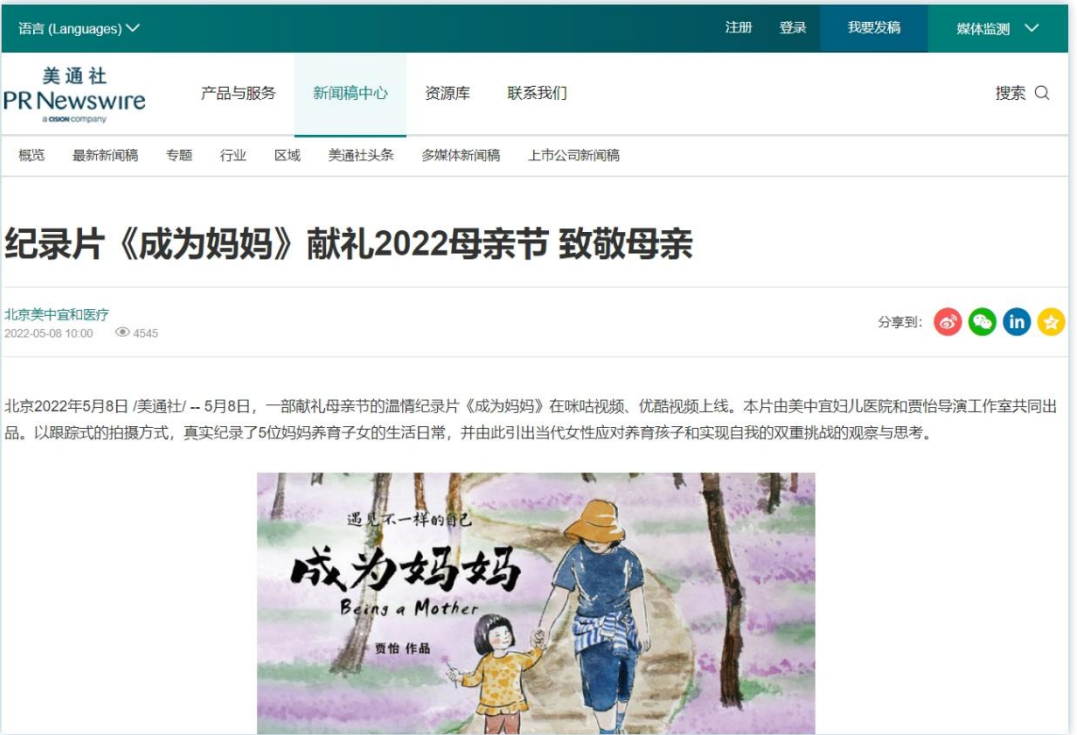 语言 (Languages)
注册 登录 我要发稿 媒体监测
美通社
PR Newswire
a CISION company
产品与服务 新闻稿中心 资源库 联系我们 搜索
概览 最新新闻稿 专题 行业 区域 美通社头条 多媒体新闻稿 上市公司新闻稿
纪录片《成为妈妈》献礼2022母亲节 致敬母亲
北京美中宜和医疗
2022-05-08 10:00 4545
分享到:
in
北京2022年5月8日 /美通社/ -- 5月8日，一部献礼母亲节的温情纪录片《成为妈妈》在咪咕视频、优酷视频上线。本片由美中宜妇儿医院和贾怡导演工作室共同出
品。以跟踪式的拍摄方式，真实纪录了5位妈妈养育子女的生活日常，并由此引出当代女性应对养育孩子和实现自我的双重挑战的观察与思考。
遇见不一样的自己
成为妈妈
Being a Mother
贾怡 作品